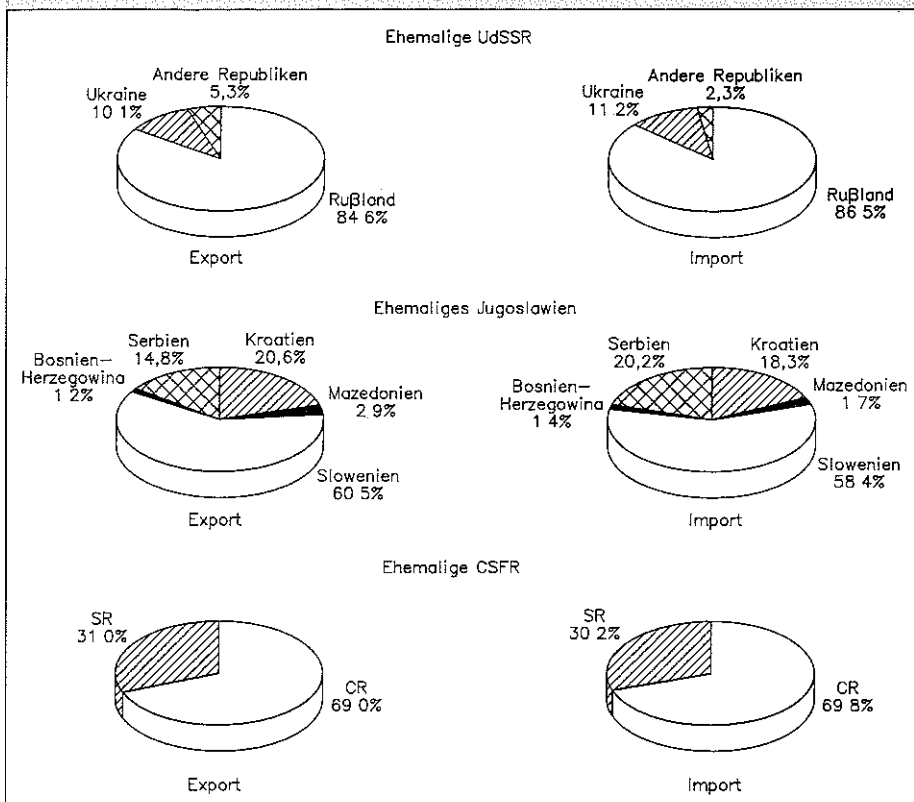 Ehemalige UdSSR
Andere Republiken
5,3%
Ukraine
10 1%
Rußland
84 6%
Export
Andere Republiken
2,3%
Ukraine
11 2%
Rußland
86 5%
Import
Ehemaliges Jugoslawien
Serbien
14,8%
Kroatien
20,6%
Bosnien-
Herzegowina
1 2%
Mazedonien
2,9%
Slowenien
60 5%
Export
Serbien
20,2%
Kroatien
18,3%
Bosnien-
Herzegowina
1 4%
Mazedonien
1 7%
Slowenien
58 4%
Import
Ehemalige CSFR
SR
31 0%
CR
69 0%
Export
SR
30 2%
CR
69 8%
Import